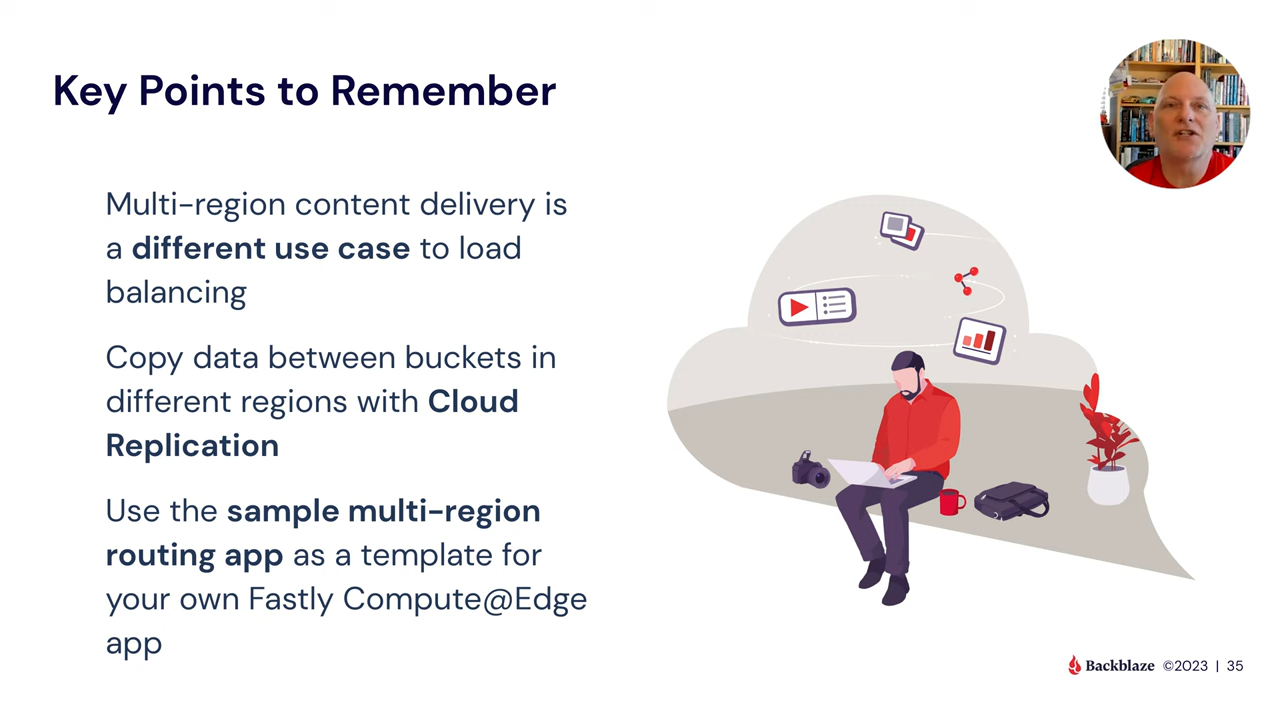 Key Points to Remember
Multi-region content delivery is
a different use case to load
balancing
Copy data between buckets in
different regions with Cloud
Replication
Use the sample multi-region
routing app as a template for
your own Fastly Compute@Edge
app
Backblaze ©2023 | 35